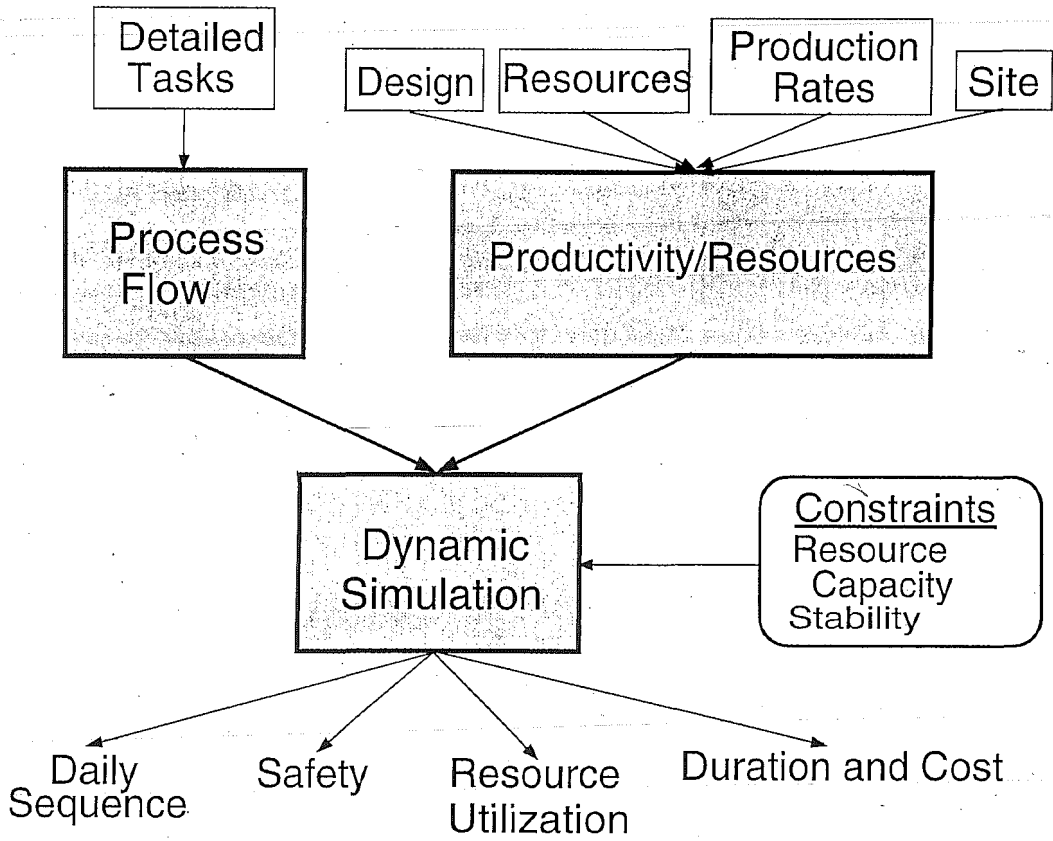 Detailed
Tasks
Design
Resources
Production
Rates
Site
Process
Flow
Productivity/Resources
Dynamic
Simulation
Constraints
Resource
Capacity
Stability
Daily
Sequence
Safety
Resource
Utilization
Duration and Cost